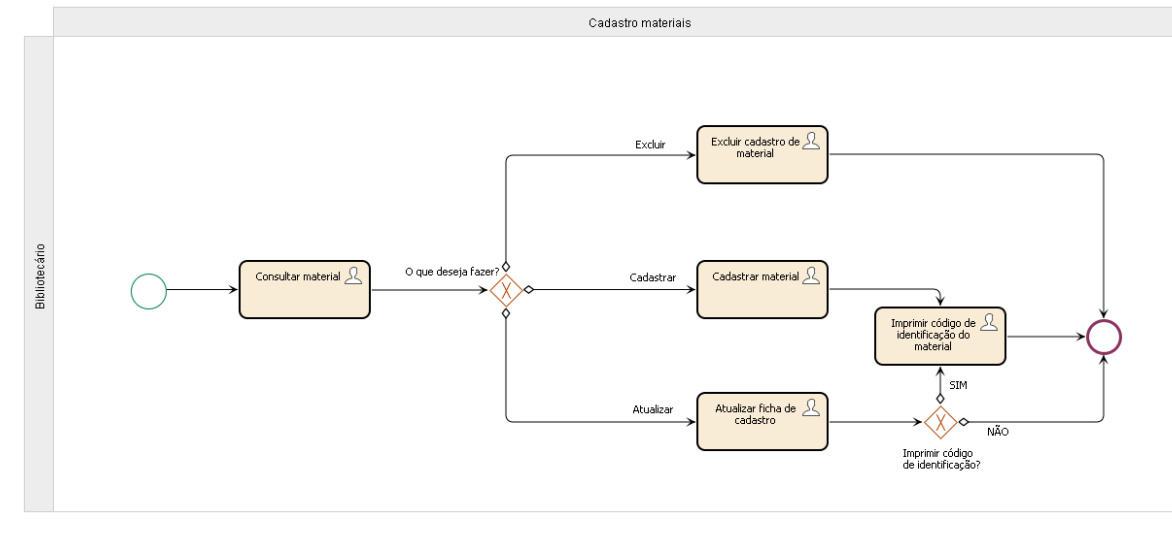 Cadastro materiais
Bibliotecário
Consultar material
O que deseja fazer?
Excluir
Excluir cadastro de
material
Cadastrar
Cadastrar material
Imprimir código de
identificação do
material
Atualizar
Atualizar ficha de
cadastro
SIM
NÃO
Imprimir código
de identificação?